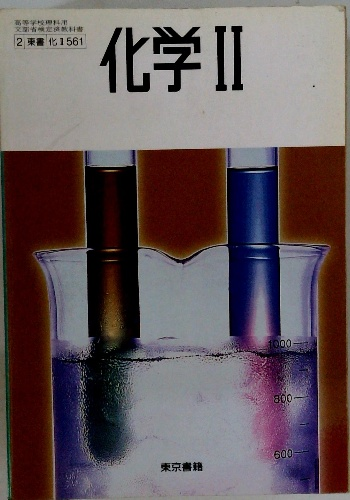 高等学校理科用
文部省検定済教科書
2 東書 化Ⅱ561
化学II
1000
800
600
東京書籍